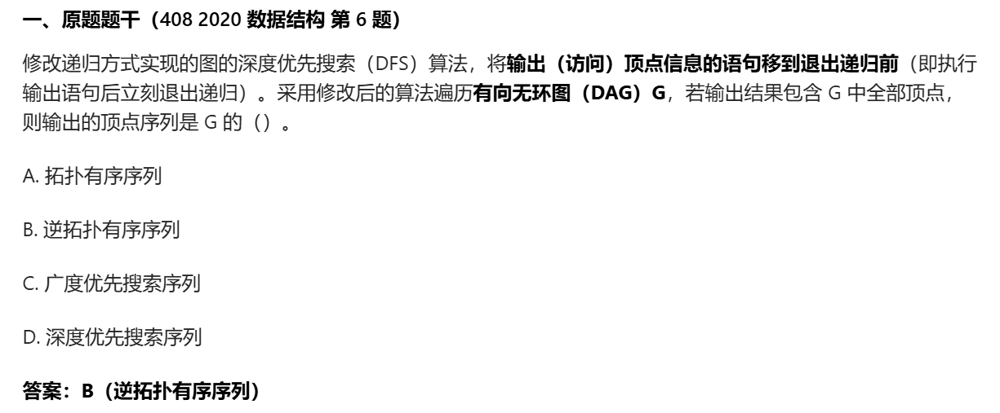 一、原题题干（408 2020 数据结构 第 6 题）
修改递归方式实现的图的深度优先搜索（DFS）算法，将输出（访问）顶点信息的语句移到退出递归前（即执行
输出语句后立刻退出递归）。采用修改后的算法遍历有向无环图（DAG）G，若输出结果包含 G 中全部顶点，
则输出的顶点序列是 G 的（）。
A. 拓扑有序序列
B. 逆拓扑有序序列
C. 广度优先搜索序列
D. 深度优先搜索序列
答案：B（逆拓扑有序序列）